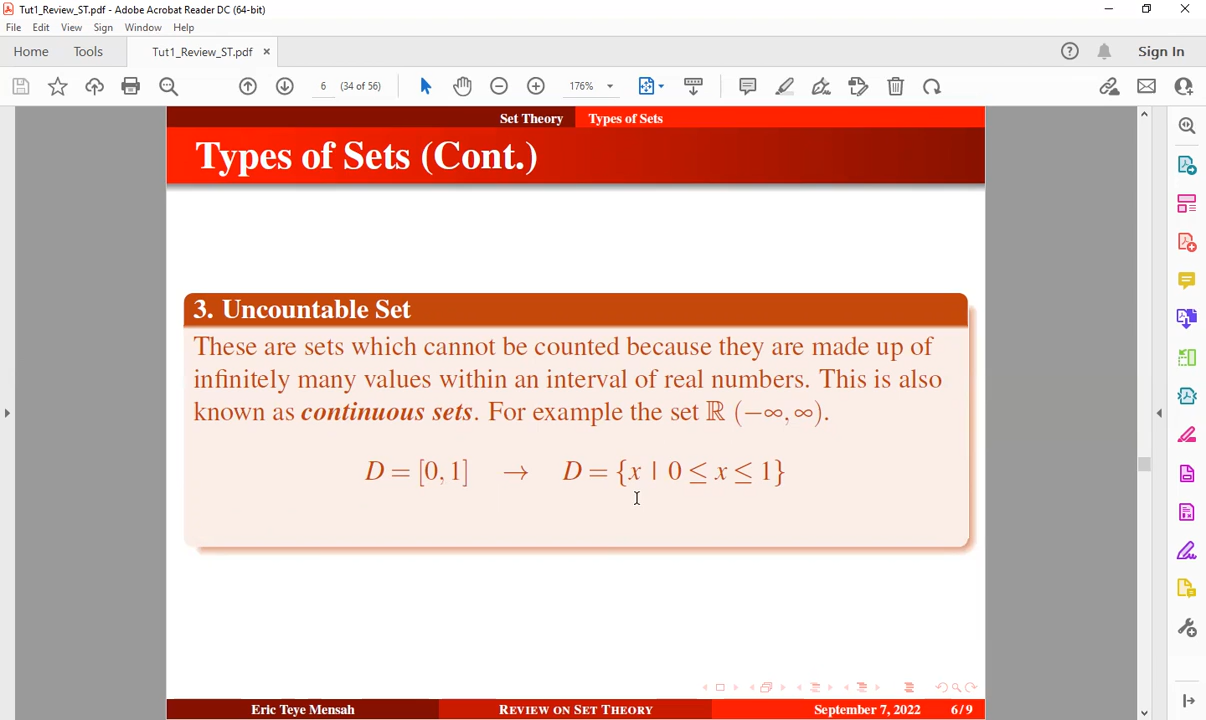 Tut1_Review_ST.pdf - Adobe Acrobat Reader DC (64-bit)
File Edit View Sign Window Help
Home Tools Tut1_Review_ST.pdf × Sign In
6 (34 of 56) 176%
Set Theory Types of Sets
Types of Sets (Cont.)
3. Uncountable Set
These are sets which cannot be counted because they are made up of
infinitely many values within an interval of real numbers. This is also
known as continuous sets. For example the set ℝ (−∞, ∞).
D = [0, 1] → D = {x | 0 ≤ x ≤ 1}
Eric Teye Mensah REVIEW ON SET THEORY September 7, 2022 6/9